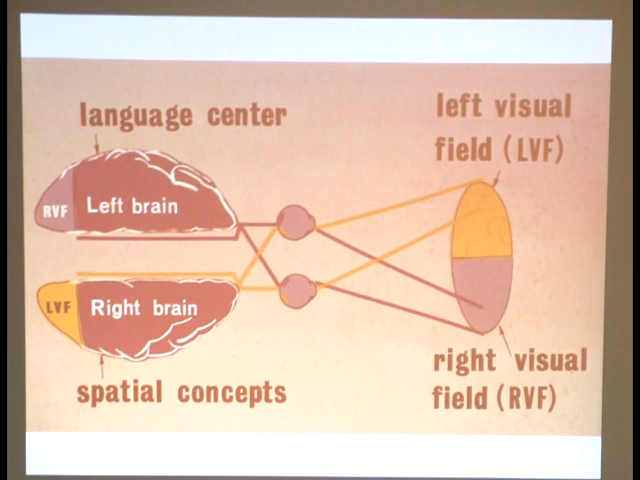 language center
left visual
field (LVF)
RVF
Left brain
LVF
Right brain
right visual
field (RVF)
spatial concepts